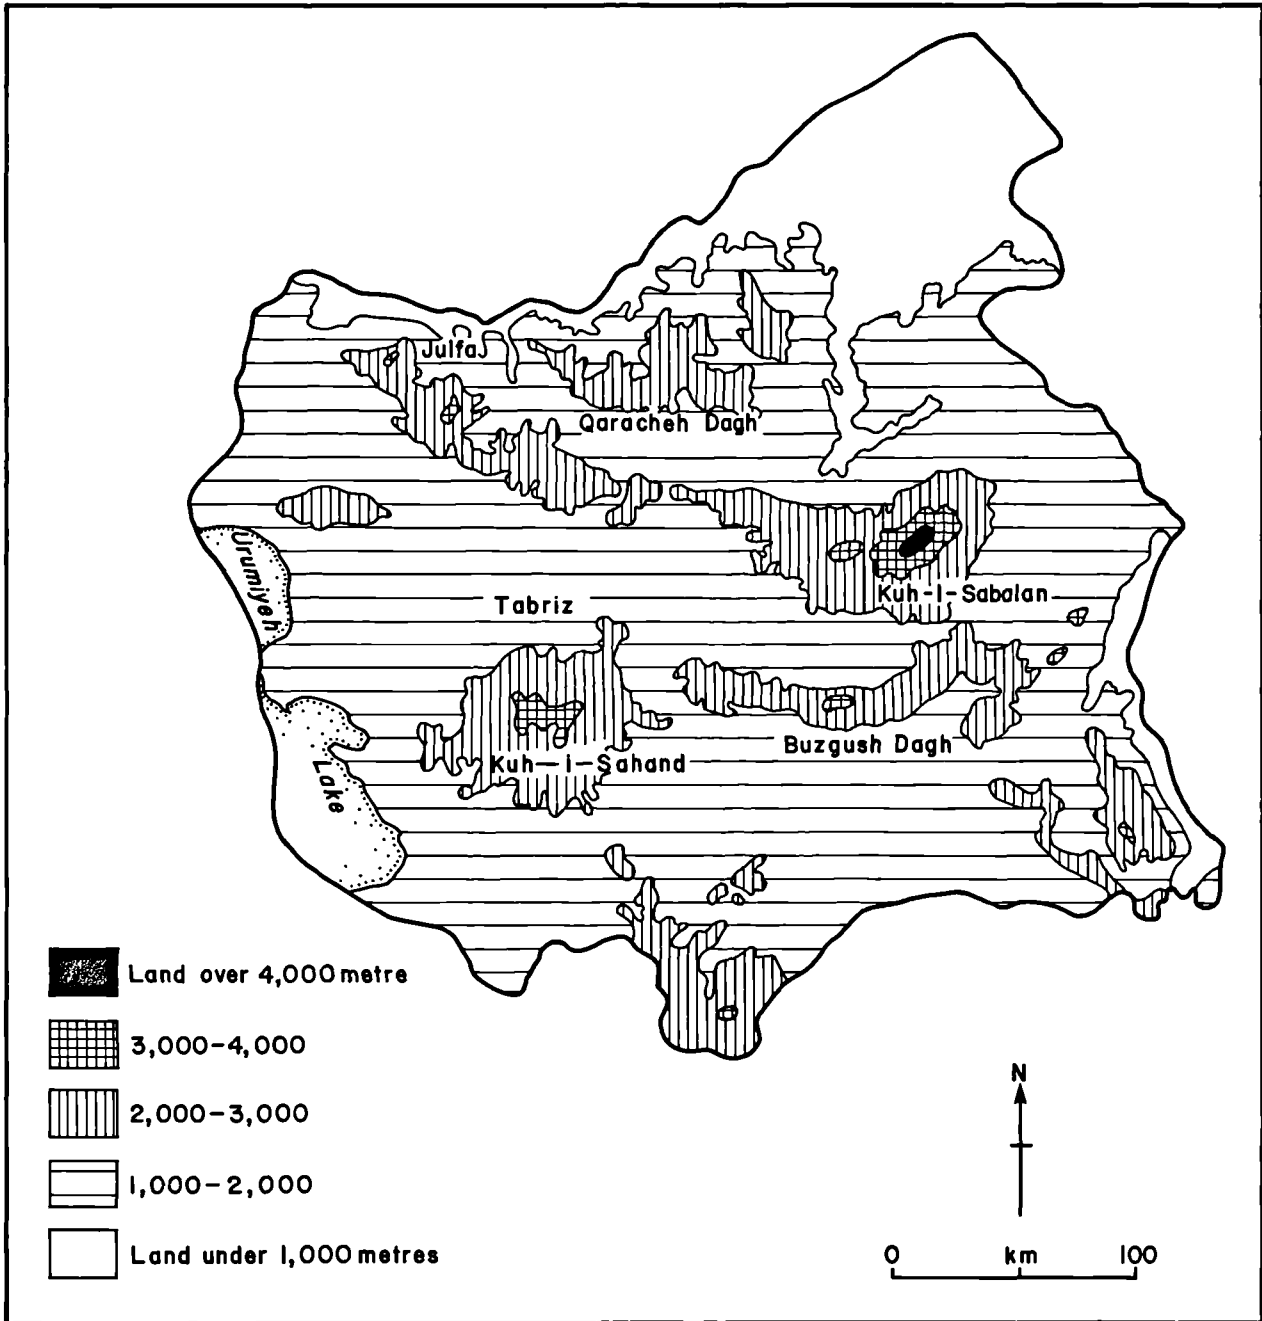 Julfa
Qaracheh Dagh
Urumiyeh
Kuh-I-Sabalan
Tabriz
Buzgush Dagh
Kuh-i-Sahand
Lake
Land over 4,000 metre
3,000-4,000
2,000-3,000
1,000-2,000
Land under 1,000 metres
N
0 km 100